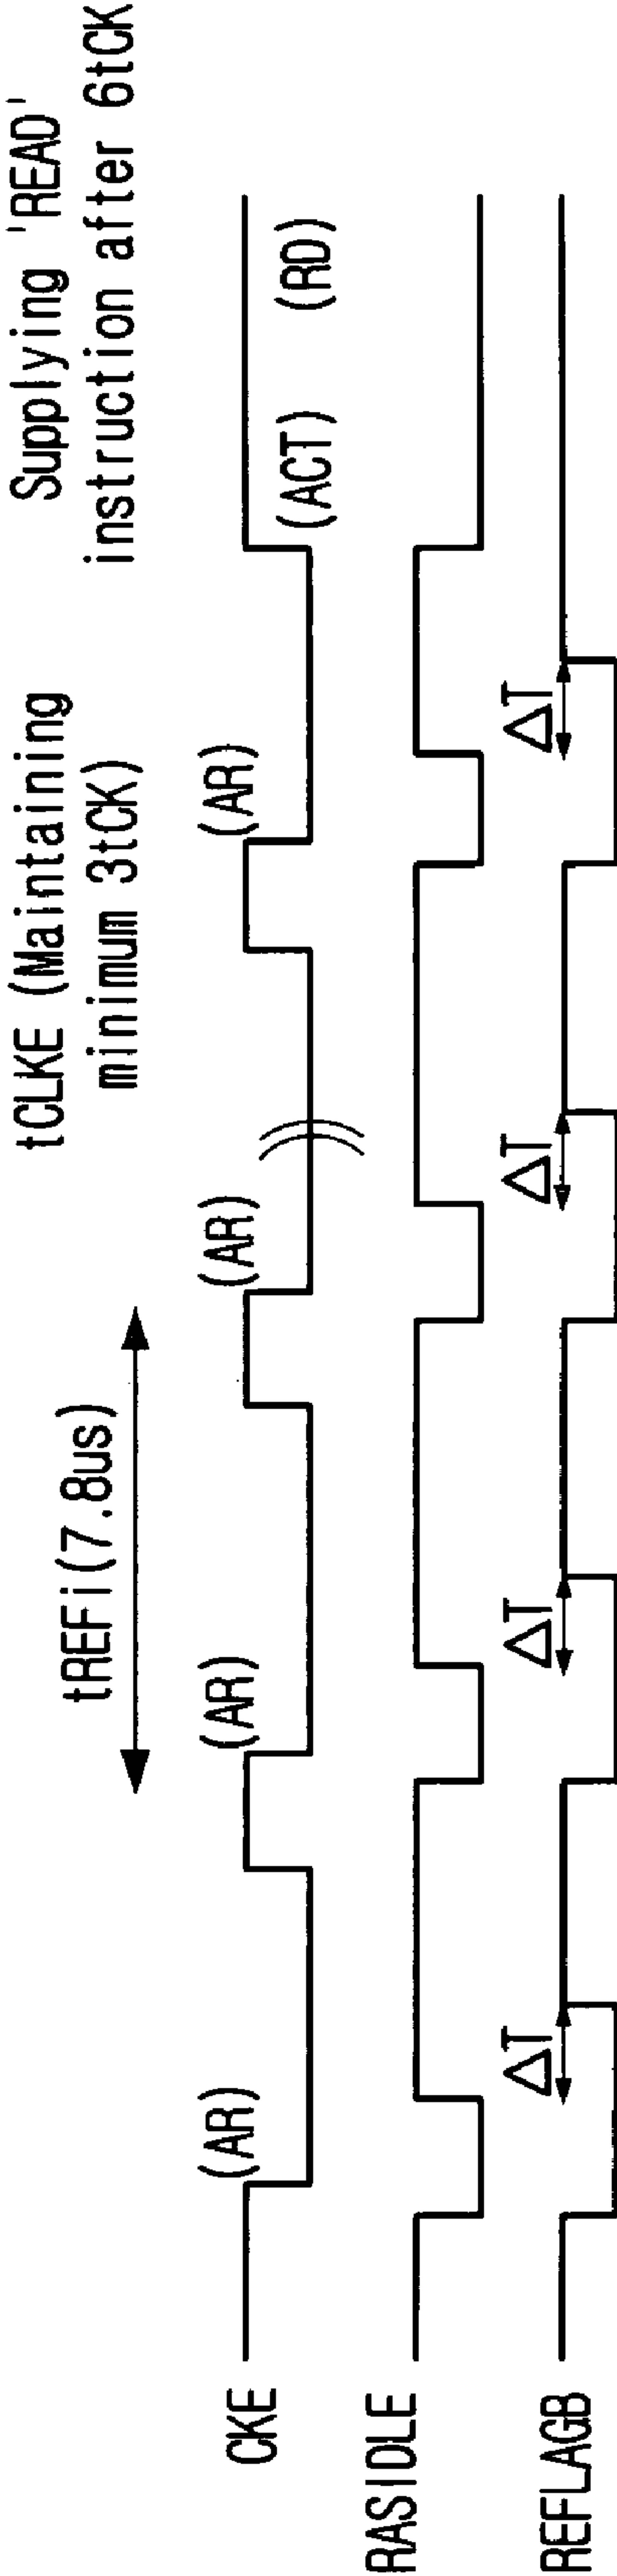 tREFi(7.8us)
tCLKE (Maintaining
minimum 3tCK)
Supplying 'READ'
instruction after 6tCK
CKE
(AR)
(AR)
(AR)
(AR)
(ACT)
(RD)
RASIDLE
REFLAGB
ΔT
ΔT
ΔT
ΔT